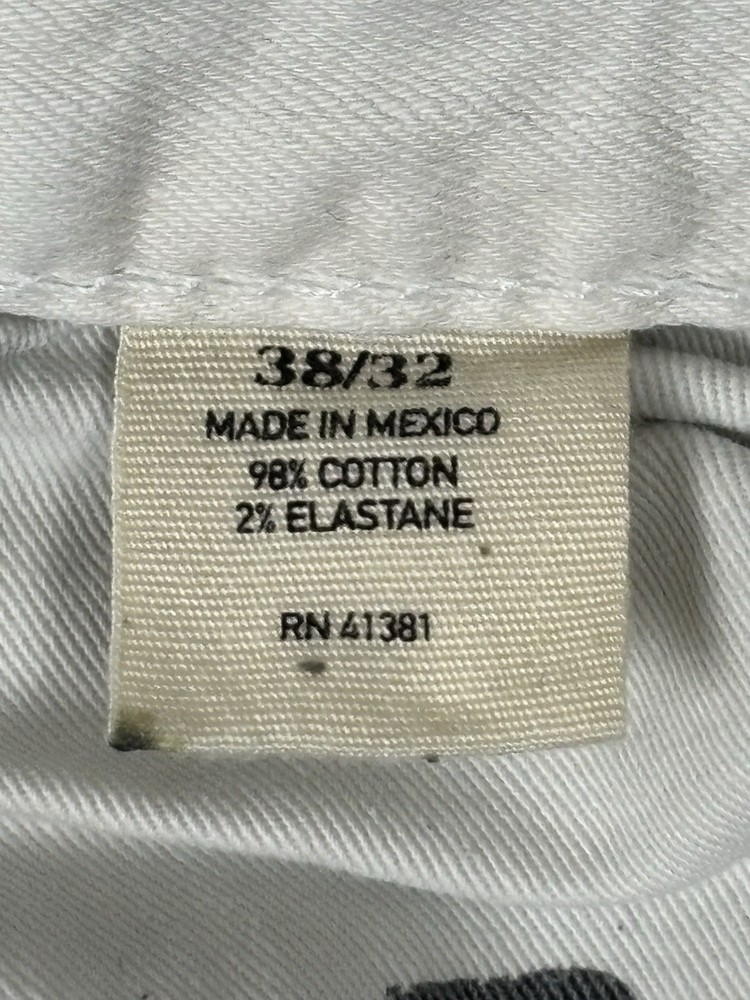 38/32
MADE IN MEXICO
98% COTTON
2% ELASTANE
RN 41381